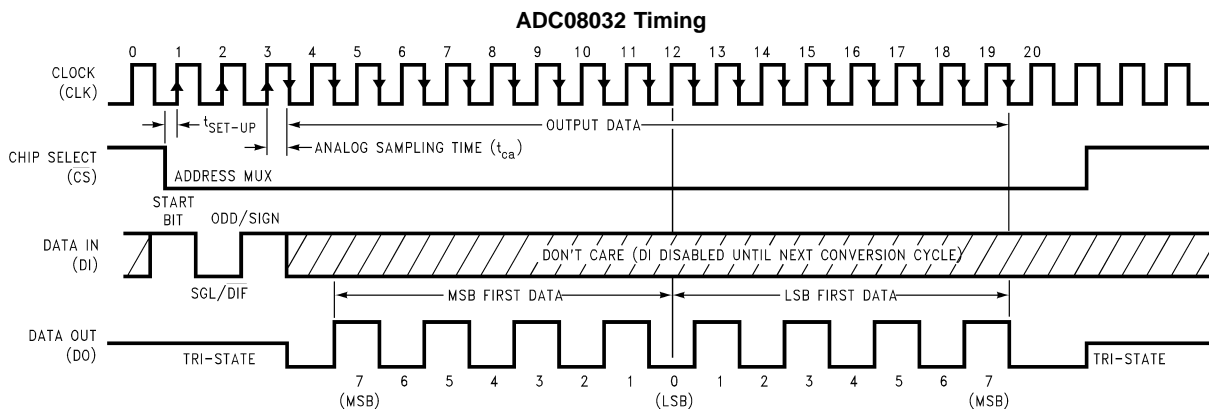 ADC08032 Timing
0 1 2 3 4 5 6 7 8 9 10 11 12 13 14 15 16 17 18 19 20
CLOCK
(CLK)
tSET-UP
OUTPUT DATA
ANALOG SAMPLING TIME (tca)
CHIP SELECT
(C̅S̅)
ADDRESS MUX
START
BIT
ODD/SIGN
DATA IN
(DI)
DON'T CARE (DI DISABLED UNTIL NEXT CONVERSION CYCLE)
SGL/D̅I̅F̅
MSB FIRST DATA
LSB FIRST DATA
DATA OUT
(DO)
TRI-STATE
TRI-STATE
7 6 5 4 3 2 1 0 1 2 3 4 5 6 7
(MSB) (LSB) (MSB)